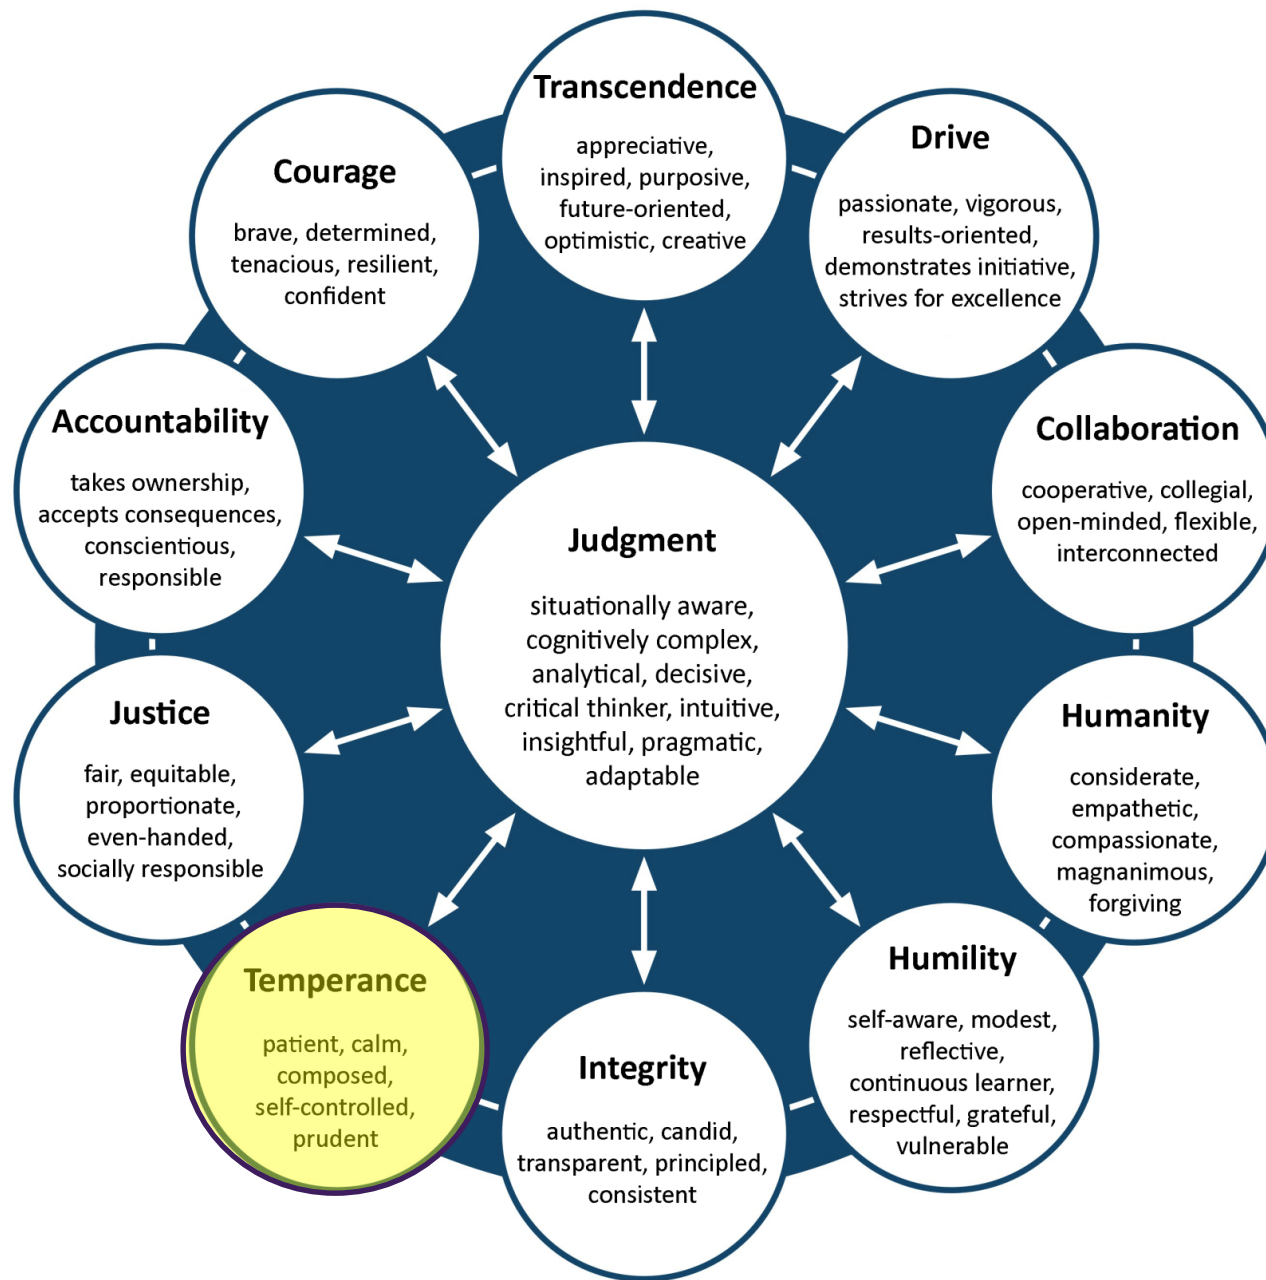 Transcendence
appreciative,
inspired, purposive,
future-oriented,
optimistic, creative
Drive
passionate, vigorous,
results-oriented,
demonstrates initiative,
strives for excellence
Collaboration
cooperative, collegial,
open-minded, flexible,
interconnected
Humanity
considerate,
empathetic,
compassionate,
magnanimous,
forgiving
Humility
self-aware, modest,
reflective,
continuous learner,
respectful, grateful,
vulnerable
Integrity
authentic, candid,
transparent, principled,
consistent
Temperance
patient, calm,
composed,
self-controlled,
prudent
Justice
fair, equitable,
proportionate,
even-handed,
socially responsible
Accountability
takes ownership,
accepts consequences,
conscientious,
responsible
Courage
brave, determined,
tenacious, resilient,
confident
Judgment
situationally aware,
cognitively complex,
analytical, decisive,
critical thinker, intuitive,
insightful, pragmatic,
adaptable